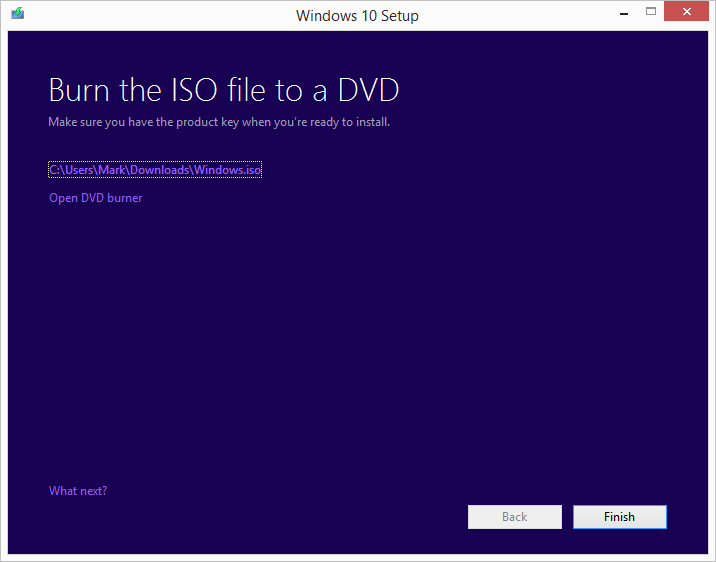 Windows 10 Setup
Burn the ISO file to a DVD
Make sure you have the product key when you're ready to install.
C:\Users\Mark\Downloads\Windows.iso
Open DVD burner
What next?
Back
Finish